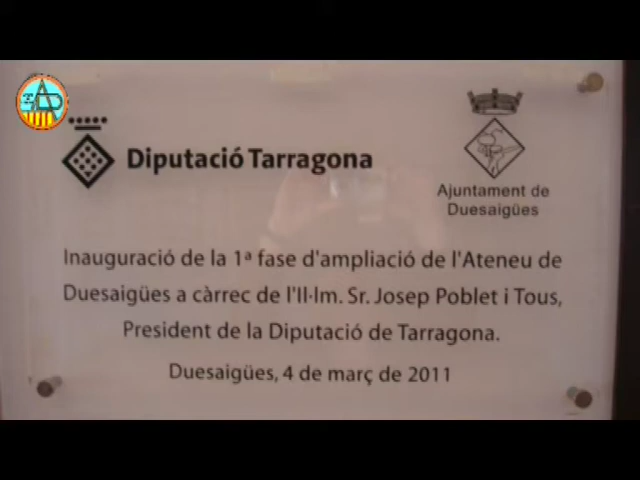 Diputació Tarragona
Ajuntament de
Duesaigües
Inauguració de la 1ª fase d'ampliació de l'Ateneu de
Duesaigües a càrrec de l'Il·lm. Sr. Josep Poblet i Tous,
President de la Diputació de Tarragona.
Duesaigües, 4 de març de 2011